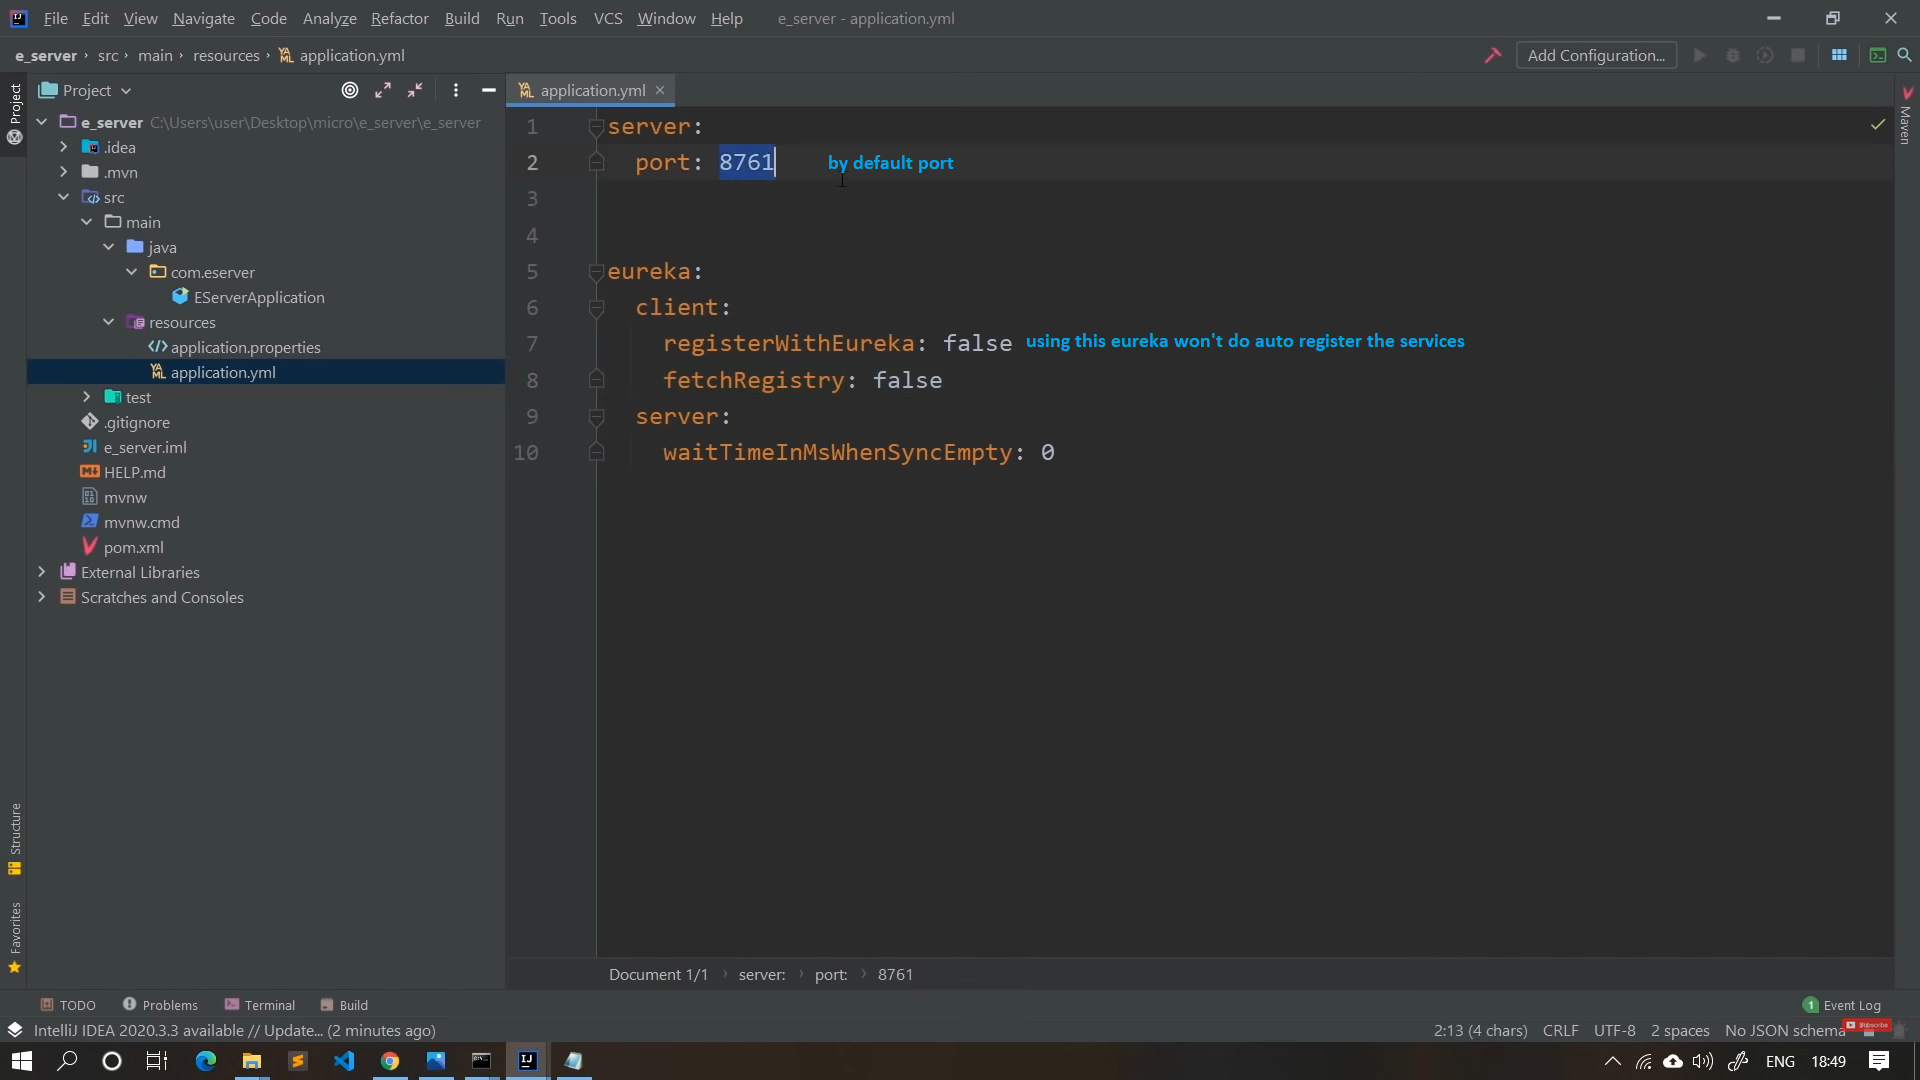 File Edit View Navigate Code Analyze Refactor Build Run Tools VCS Window Help e_server - application.yml
e_server › src › main › resources › application.yml
Add Configuration...
Project
application.yml
Project
Structure
Favorites
e_server C:\Users\user\Desktop\micro\e_server\e_server
.idea
.mvn
src
main
java
com.eserver
EServerApplication
resources
application.properties
application.yml
test
.gitignore
e_server.iml
HELP.md
mvnw
mvnw.cmd
pom.xml
External Libraries
Scratches and Consoles
1 server:
2 port: 8761 by default port
3
4
5 eureka:
6 client:
7 registerWithEureka: false using this eureka won't do auto register the services
8 fetchRegistry: false
9 server:
10 waitTimeInMsWhenSyncEmpty: 0
Maven
Document 1/1 › server: › port: › 8761
TODO Problems Terminal Build
1 Event Log
IntelliJ IDEA 2020.3.3 available // Update... (2 minutes ago)
2:13 (4 chars) CRLF UTF-8 2 spaces No JSON schema
Subscribe
ENG 18:49